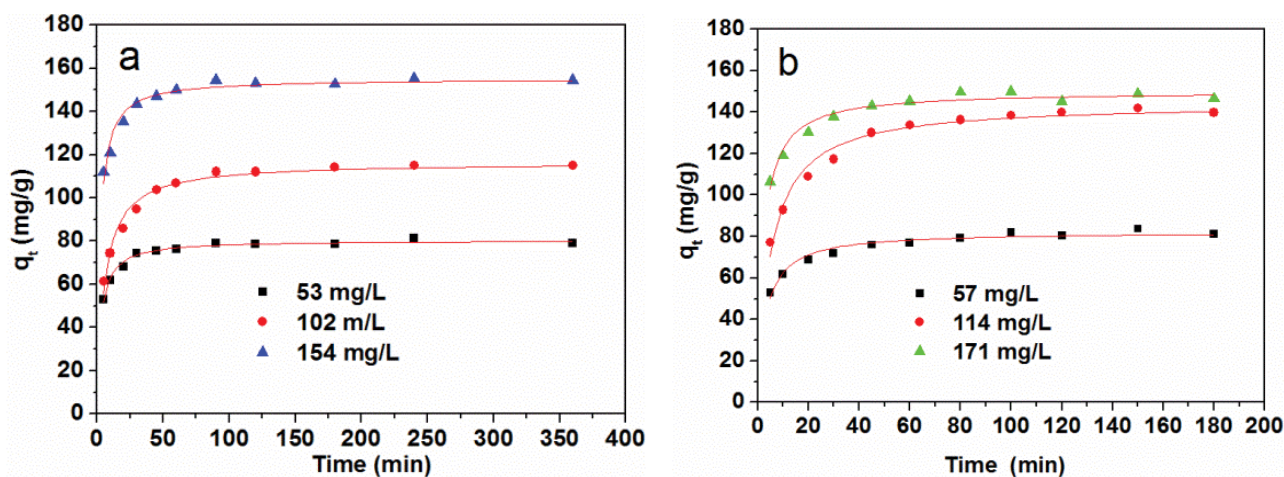 a
180
160
140
120
100
80
60
40
20
0
q_t (mg/g)
53 mg/L
102 m/L
154 mg/L
0 50 100 150 200 250 300 350 400
Time (min)
b
180
160
140
120
100
80
60
40
20
0
q_t (mg/g)
57 mg/L
114 mg/L
171 mg/L
0 20 40 60 80 100 120 140 160 180 200
Time (min)